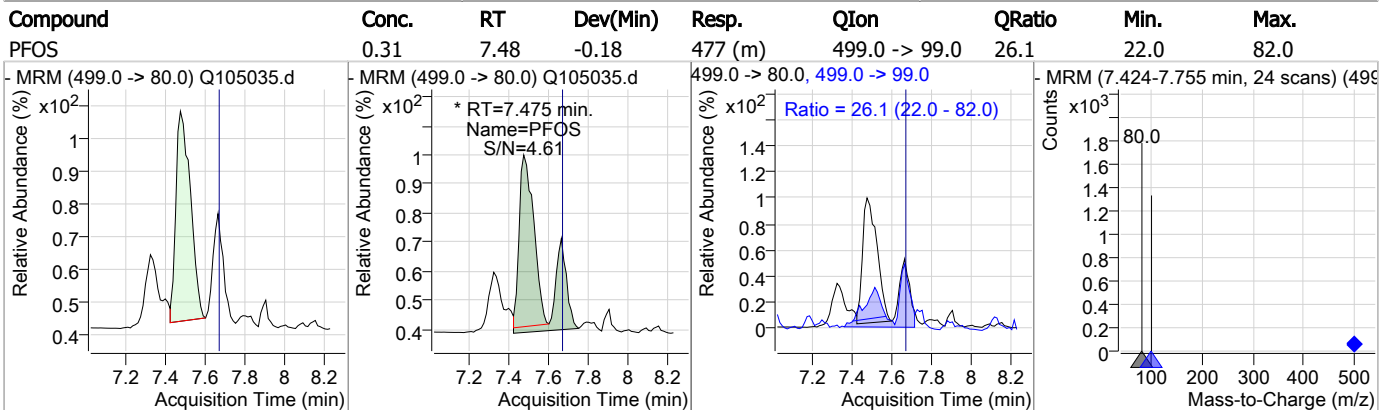 Compound Conc. RT Dev(Min) Resp. QIon QRatio Min. Max.
PFOS 0.31 7.48 -0.18 477 (m) 499.0 -> 99.0 26.1 22.0 82.0
- MRM (499.0 -> 80.0) Q105035.d
x10²
Relative Abundance (%)
1
0.9
0.8
0.7
0.6
0.5
0.4
7.2 7.4 7.6 7.8 8 8.2
Acquisition Time (min)
- MRM (499.0 -> 80.0) Q105035.d
x10²
* RT=7.475 min.
Name=PFOS
S/N=4.61
Relative Abundance (%)
1
0.9
0.8
0.7
0.6
0.5
0.4
7.2 7.4 7.6 7.8 8 8.2
Acquisition Time (min)
499.0 -> 80.0, 499.0 -> 99.0
x10²
Ratio = 26.1 (22.0 - 82.0)
Relative Abundance (%)
1.4
1.2
1
0.8
0.6
0.4
0.2
0
7.2 7.4 7.6 7.8 8 8.2
Acquisition Time (min)
- MRM (7.424-7.755 min, 24 scans) (499
x10³
Counts
80.0
1.8
1.6
1.4
1.2
1
0.8
0.6
0.4
0.2
0
100 200 300 400 500
Mass-to-Charge (m/z)